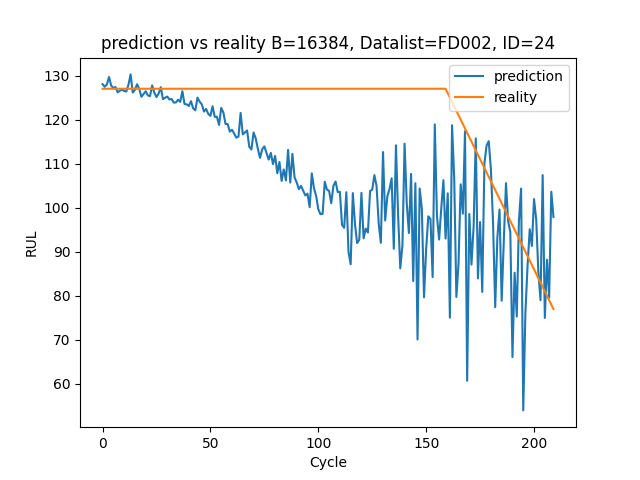 prediction vs reality B=16384, Datalist=FD002, ID=24
prediction
reality
RUL
130
120
110
100
90
80
70
60
0
50
100
150
200
Cycle